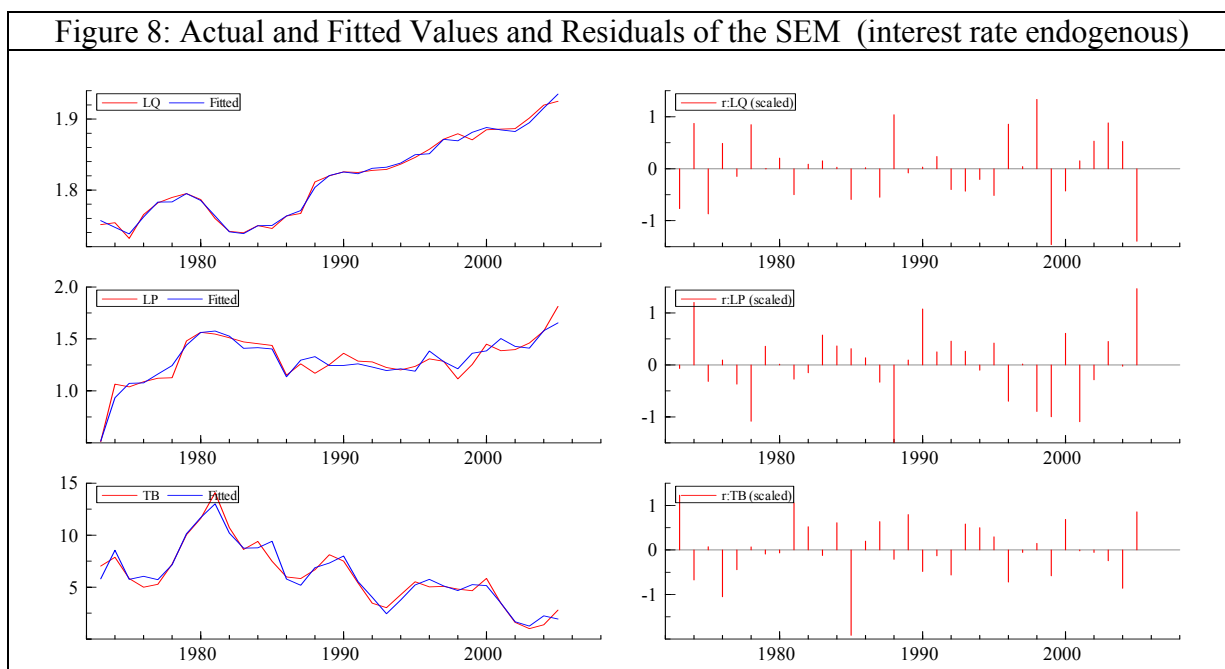 Figure 8: Actual and Fitted Values and Residuals of the SEM (interest rate endogenous)
LQ Fitted
1.9
1.8
1980 1990 2000
r:LQ (scaled)
1
0
-1
1980 1990 2000
LP Fitted
2.0
1.5
1.0
1980 1990 2000
r:LP (scaled)
1
0
-1
1980 1990 2000
TB Fitted
15
10
5
1980 1990 2000
r:TB (scaled)
1
0
-1
1980 1990 2000